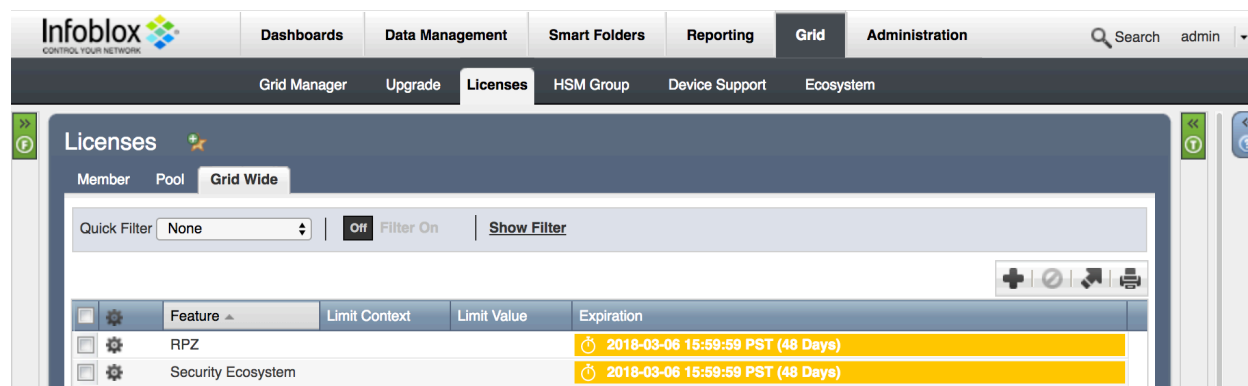 Infoblox
CONTROL YOUR NETWORK
Dashboards Data Management Smart Folders Reporting Grid Administration Search admin
Grid Manager Upgrade Licenses HSM Group Device Support Ecosystem
F
T
Licenses
Member Pool Grid Wide
Quick Filter None Off Filter On Show Filter
Feature Limit Context Limit Value Expiration
RPZ 2018-03-06 15:59:59 PST (48 Days)
Security Ecosystem 2018-03-06 15:59:59 PST (48 Days)